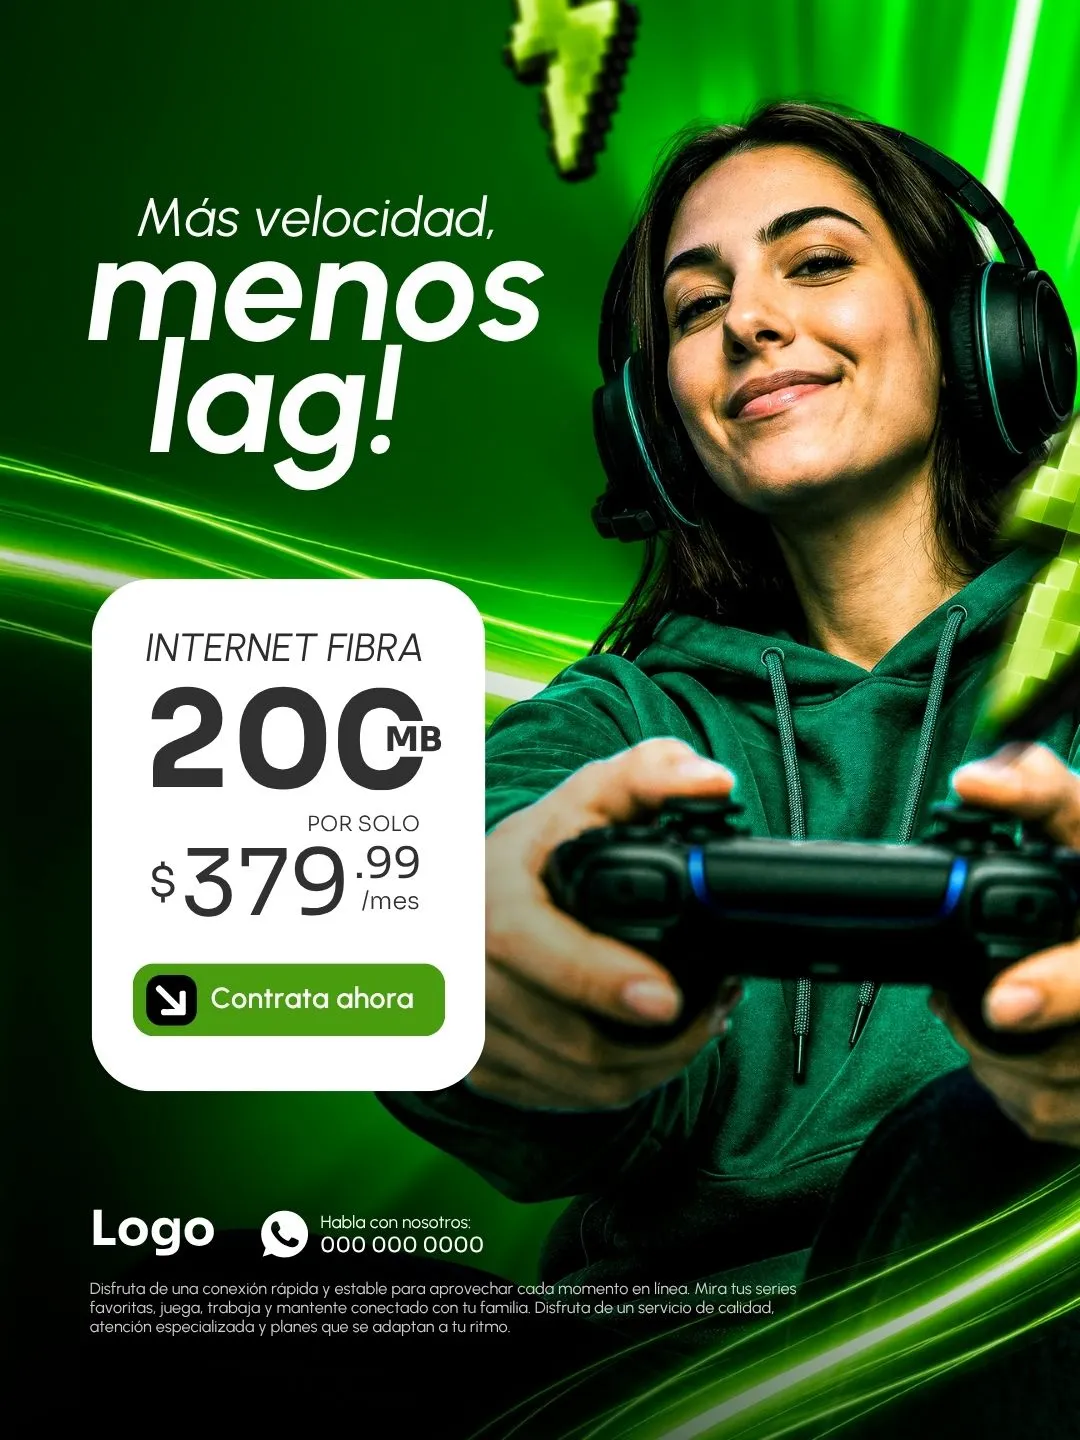 Más velocidad,
menos
lag!
INTERNET FIBRA
200 MB
POR SOLO
$379.99
/mes
Contrata ahora
Logo
Habla con nosotros:
000 000 0000
Disfruta de una conexión rápida y estable para aprovechar cada momento en línea. Mira tus series
favoritas, juega, trabaja y mantente conectado con tu familia. Disfruta de un servicio de calidad,
atención especializada y planes que se adaptan a tu ritmo.